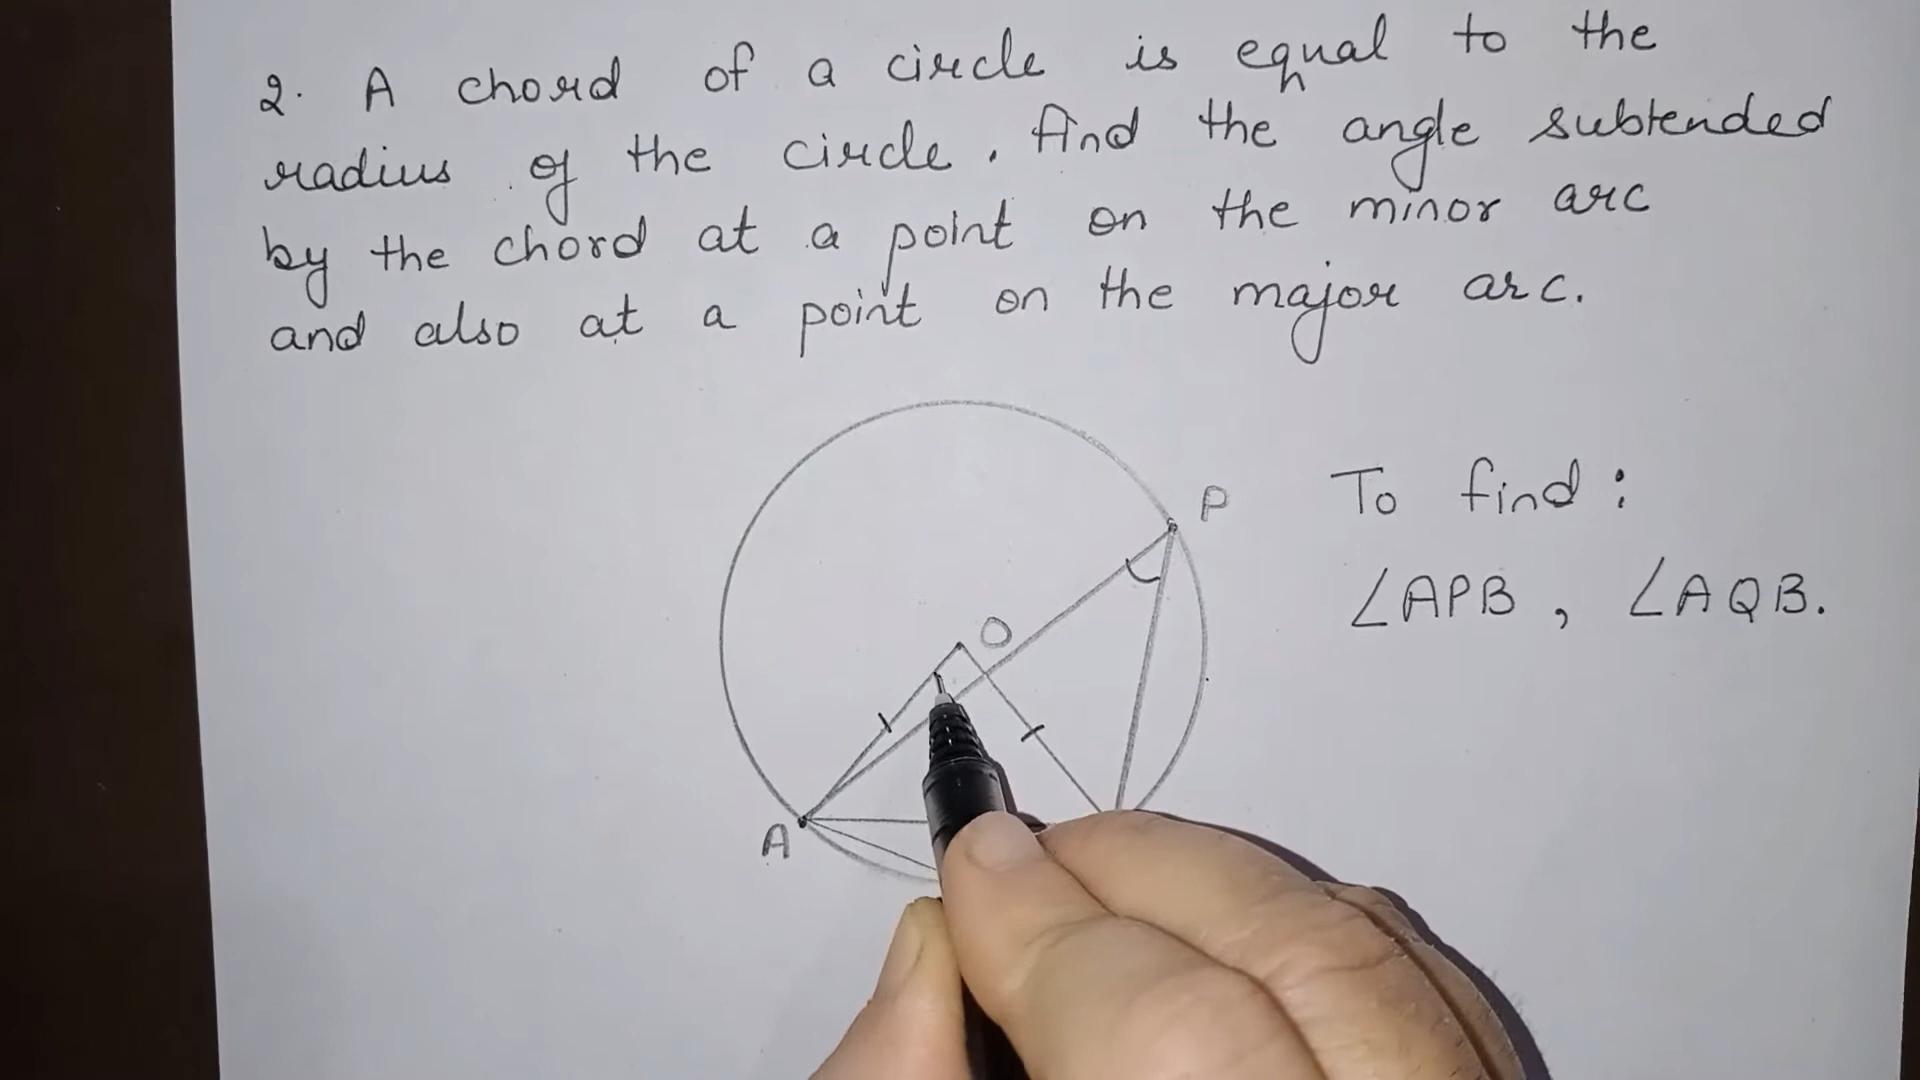 2. A chord of a circle is equal to the
radius of the circle. Find the angle subtended
by the chord at a point on the minor arc
and also at a point on the major arc.
P
To find :
∠APB , ∠AQB.
O
A